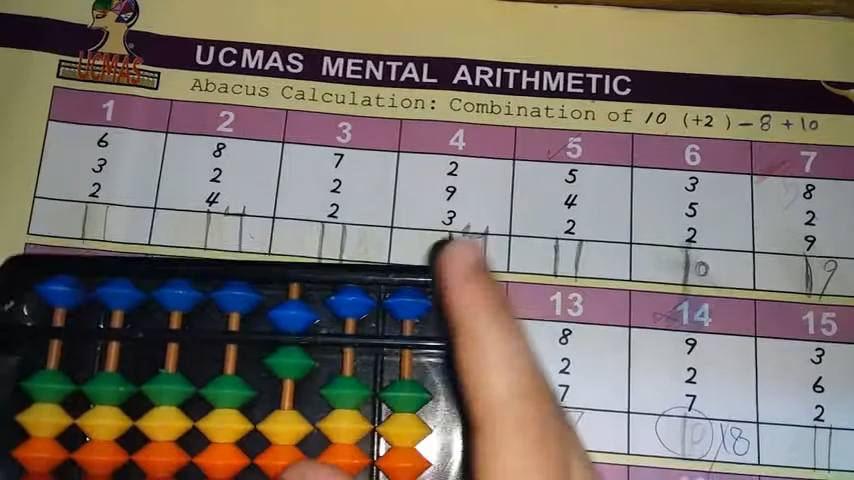 UCMAS MENTAL ARITHMETIC
UCMAS
Abacus Calculation: Combination of 10 (+2) -8+10
1 2 3 4 5 6 7
6 8 7 2 5 3 8
3 2 2 9 4 5 2
2 4 2 3 2 2 9
11 14 11 14 11 10 19
13 14 15
8 9 3
2 2 6
7 7 2
18 11